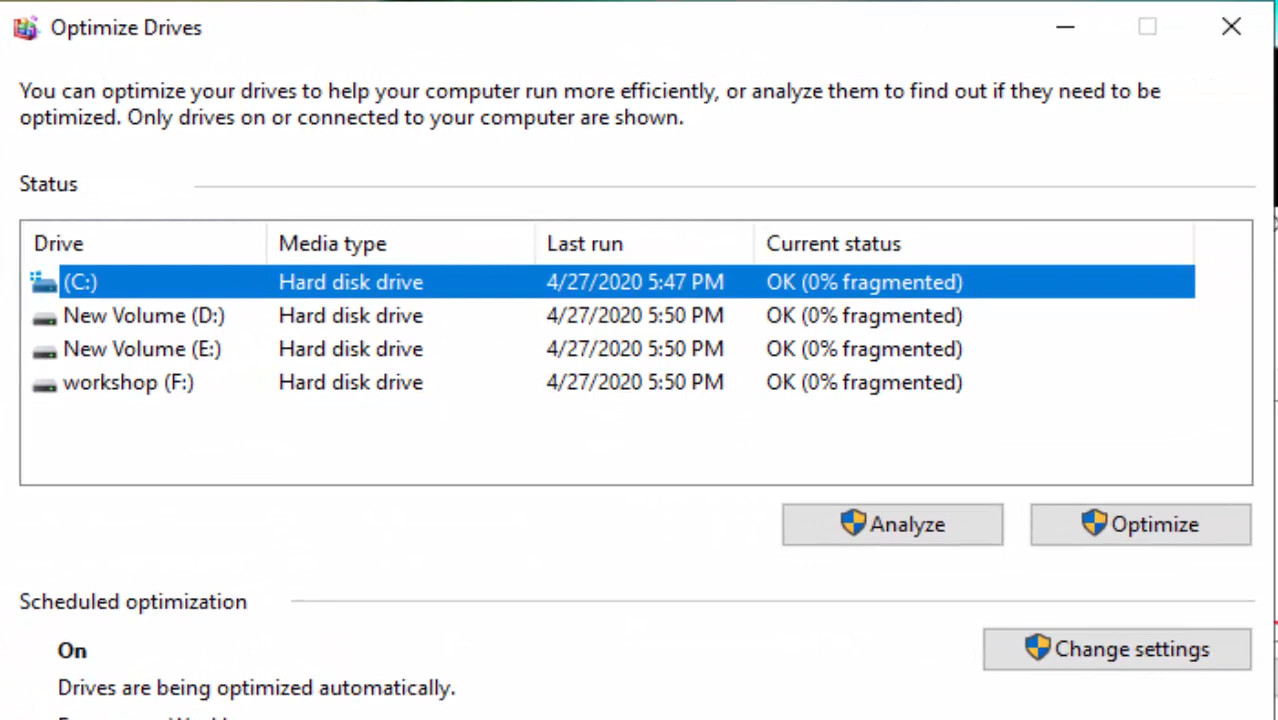 Optimize Drives
You can optimize your drives to help your computer run more efficiently, or analyze them to find out if they need to be
optimized. Only drives on or connected to your computer are shown.
Status
Drive Media type Last run Current status
(C:) Hard disk drive 4/27/2020 5:47 PM OK (0% fragmented)
New Volume (D:) Hard disk drive 4/27/2020 5:50 PM OK (0% fragmented)
New Volume (E:) Hard disk drive 4/27/2020 5:50 PM OK (0% fragmented)
workshop (F:) Hard disk drive 4/27/2020 5:50 PM OK (0% fragmented)
Analyze Optimize
Scheduled optimization
On Change settings
Drives are being optimized automatically.